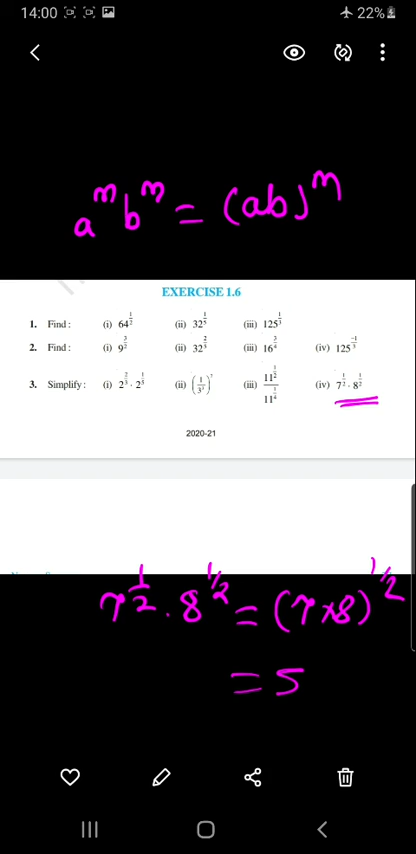 14:00 22%
a^m b^m = (ab)^m
EXERCISE 1.6
1. Find : (i) 64^(1/2) (ii) 32^(1/5) (iii) 125^(1/3)
2. Find : (i) 9^(3/2) (ii) 32^(2/5) (iii) 16^(3/4) (iv) 125^(-1/3)
3. Simplify : (i) 2^(2/3) · 2^(1/5) (ii) (1/3³)^7 (iii) 11^(1/2) / 11^(1/4) (iv) 7^(1/2) · 8^(1/2)
2020-21
7^(1/2) . 8^(1/2) = (7×8)^(1/2)
= 5